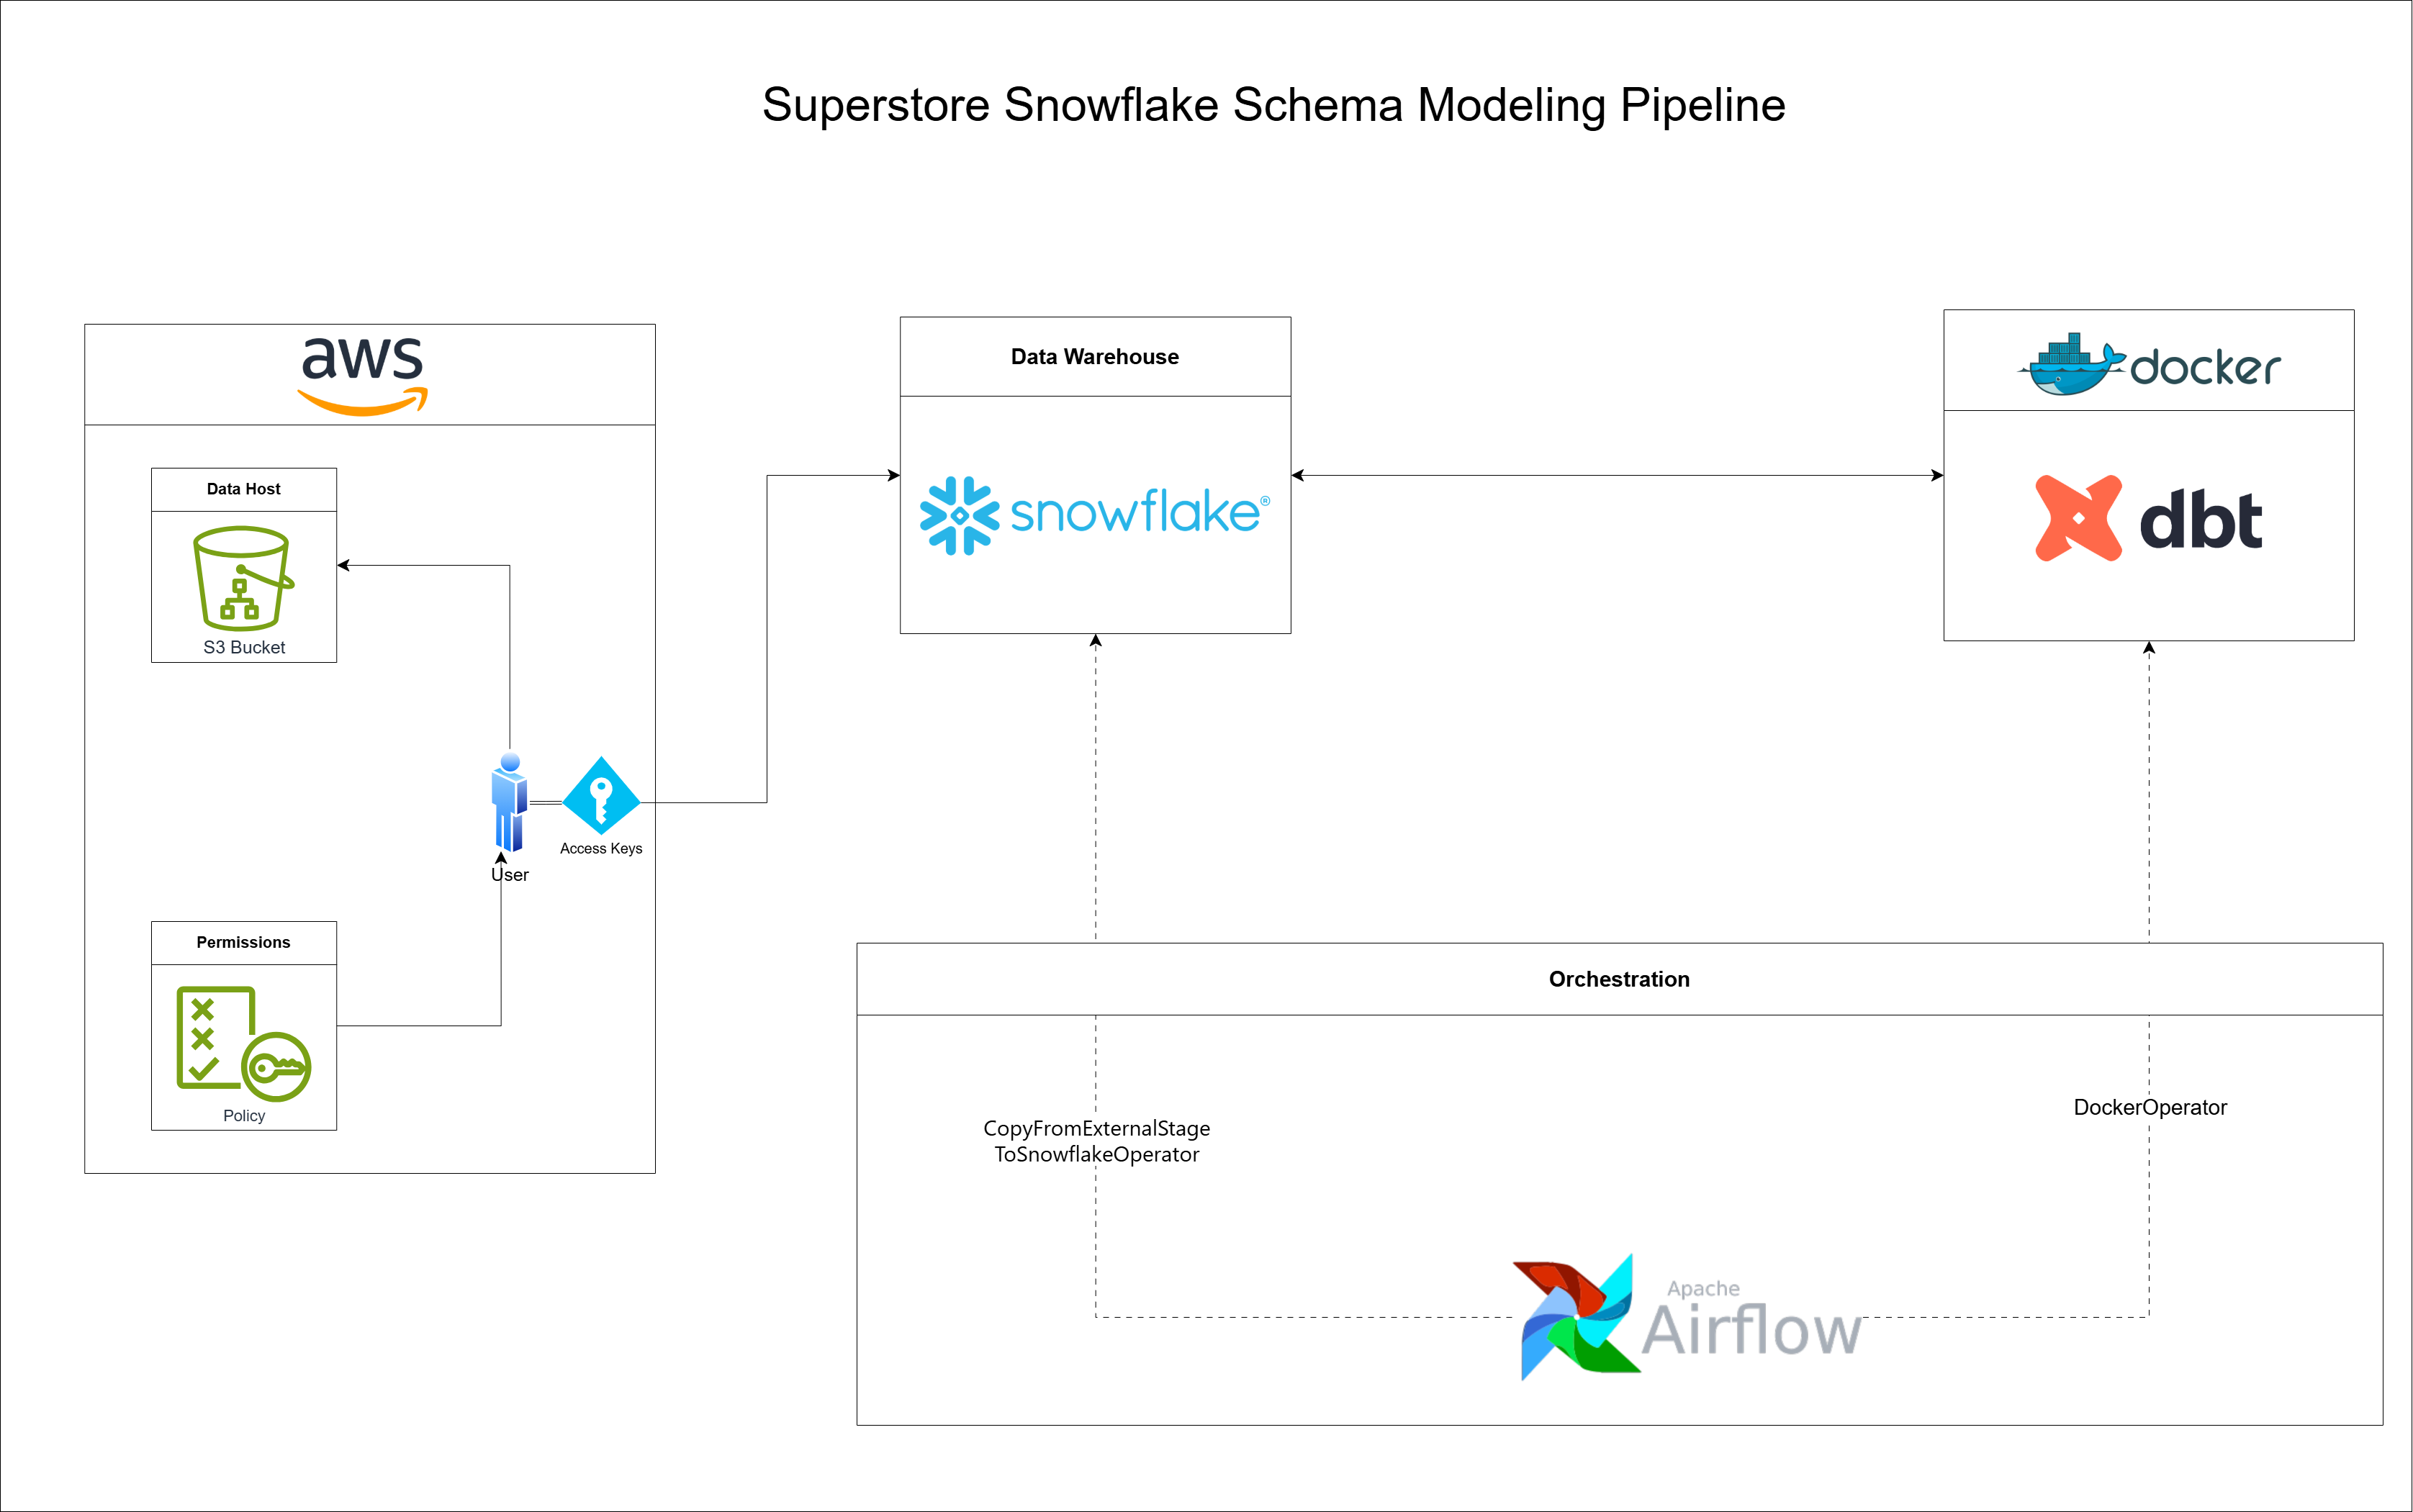 Superstore Snowflake Schema Modeling Pipeline
aws
Data Host
S3 Bucket
User
Access Keys
Permissions
Policy
Data Warehouse
snowflake®
docker
dbt
Orchestration
CopyFromExternalStage
ToSnowflakeOperator
DockerOperator
Apache
Airflow